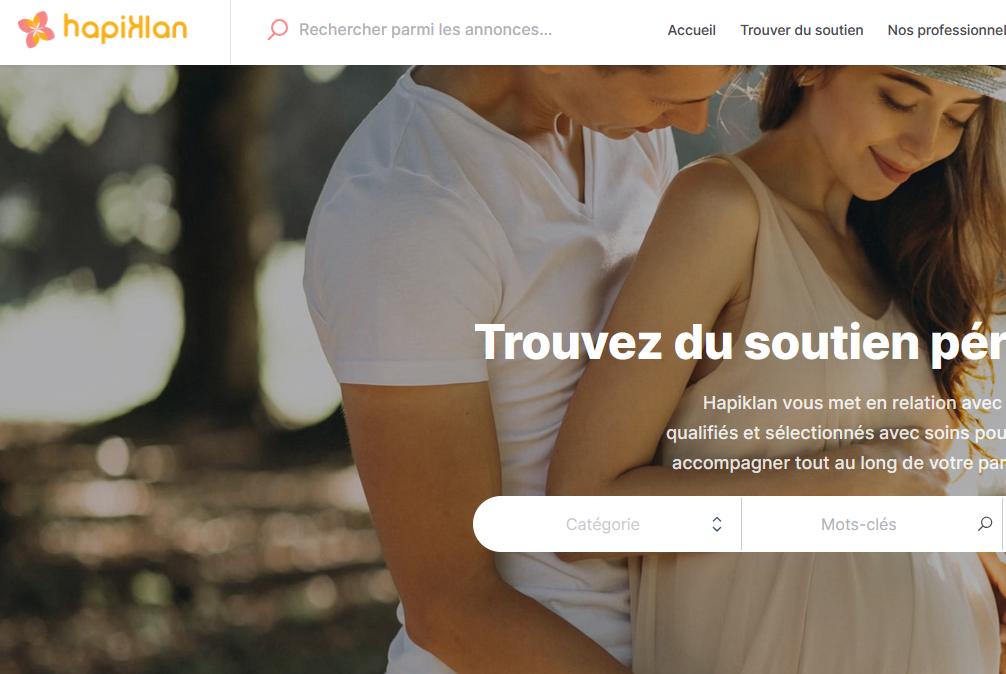 hapiKlan
Rechercher parmi les annonces...
Accueil
Trouver du soutien
Nos professionnel
Trouvez du soutien pér
Hapiklan vous met en relation avec
qualifiés et sélectionnés avec soins pou
accompagner tout au long de votre par
Catégorie
Mots-clés